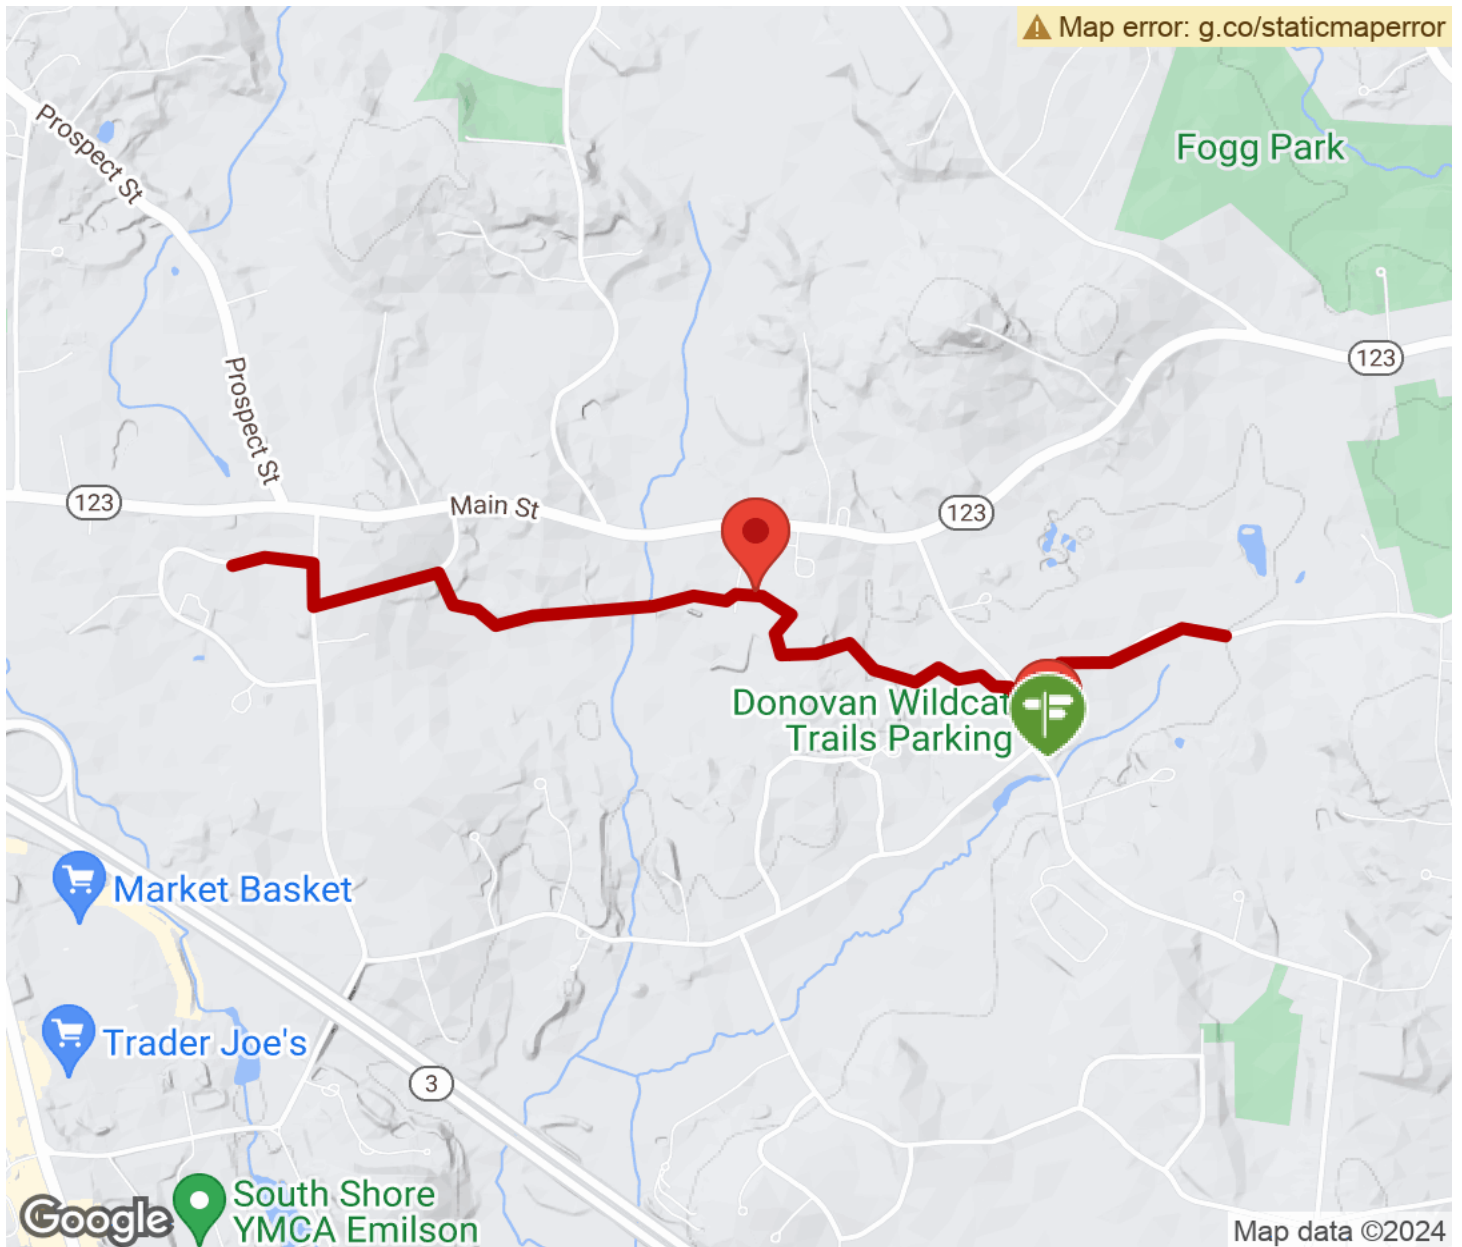 Map error: g.co/staticmaperror
Prospect St
Fogg Park
123
Prospect St
123
Main St
123
Donovan Wildcat
Trails Parking
Market Basket
Trader Joe's
3
South Shore
YMCA Emilson
Google
Map data ©2024